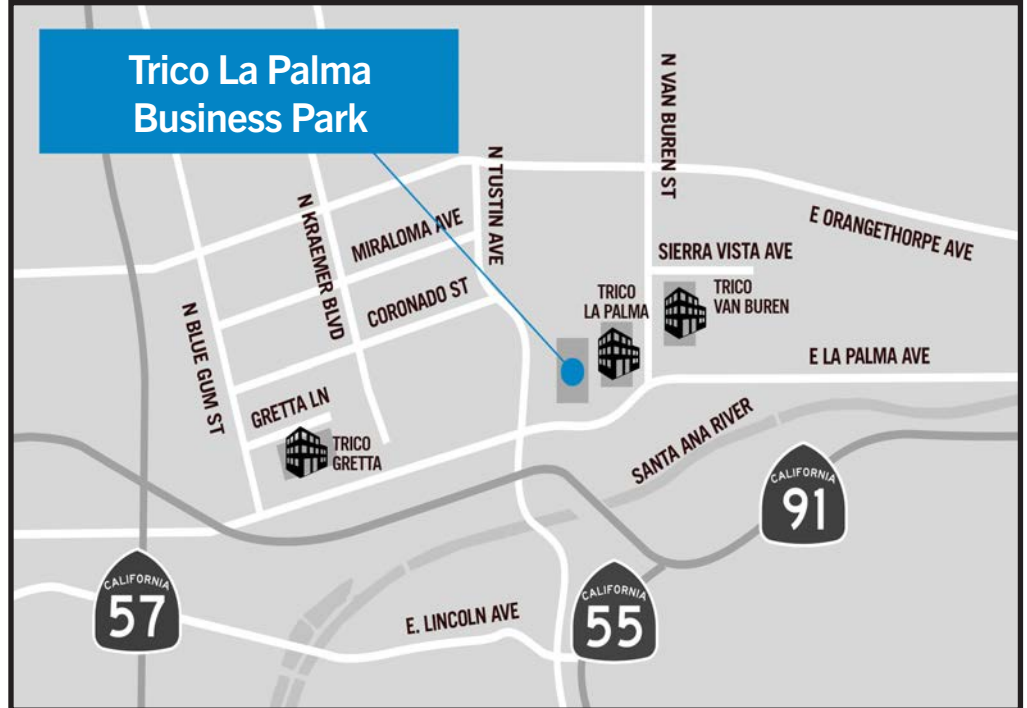 Trico La Palma
Business Park
N VAN BUREN ST
N TUSTIN AVE
E ORANGETHORPE AVE
N KRAEMER BLVD
MIRALOMA AVE
SIERRA VISTA AVE
CORONADO ST
TRICO
LA PALMA
TRICO
VAN BUREN
N BLUE GUM ST
E LA PALMA AVE
GRETTA LN
TRICO
GRETTA
SANTA ANA RIVER
CALIFORNIA
91
CALIFORNIA
57
E. LINCOLN AVE
CALIFORNIA
55